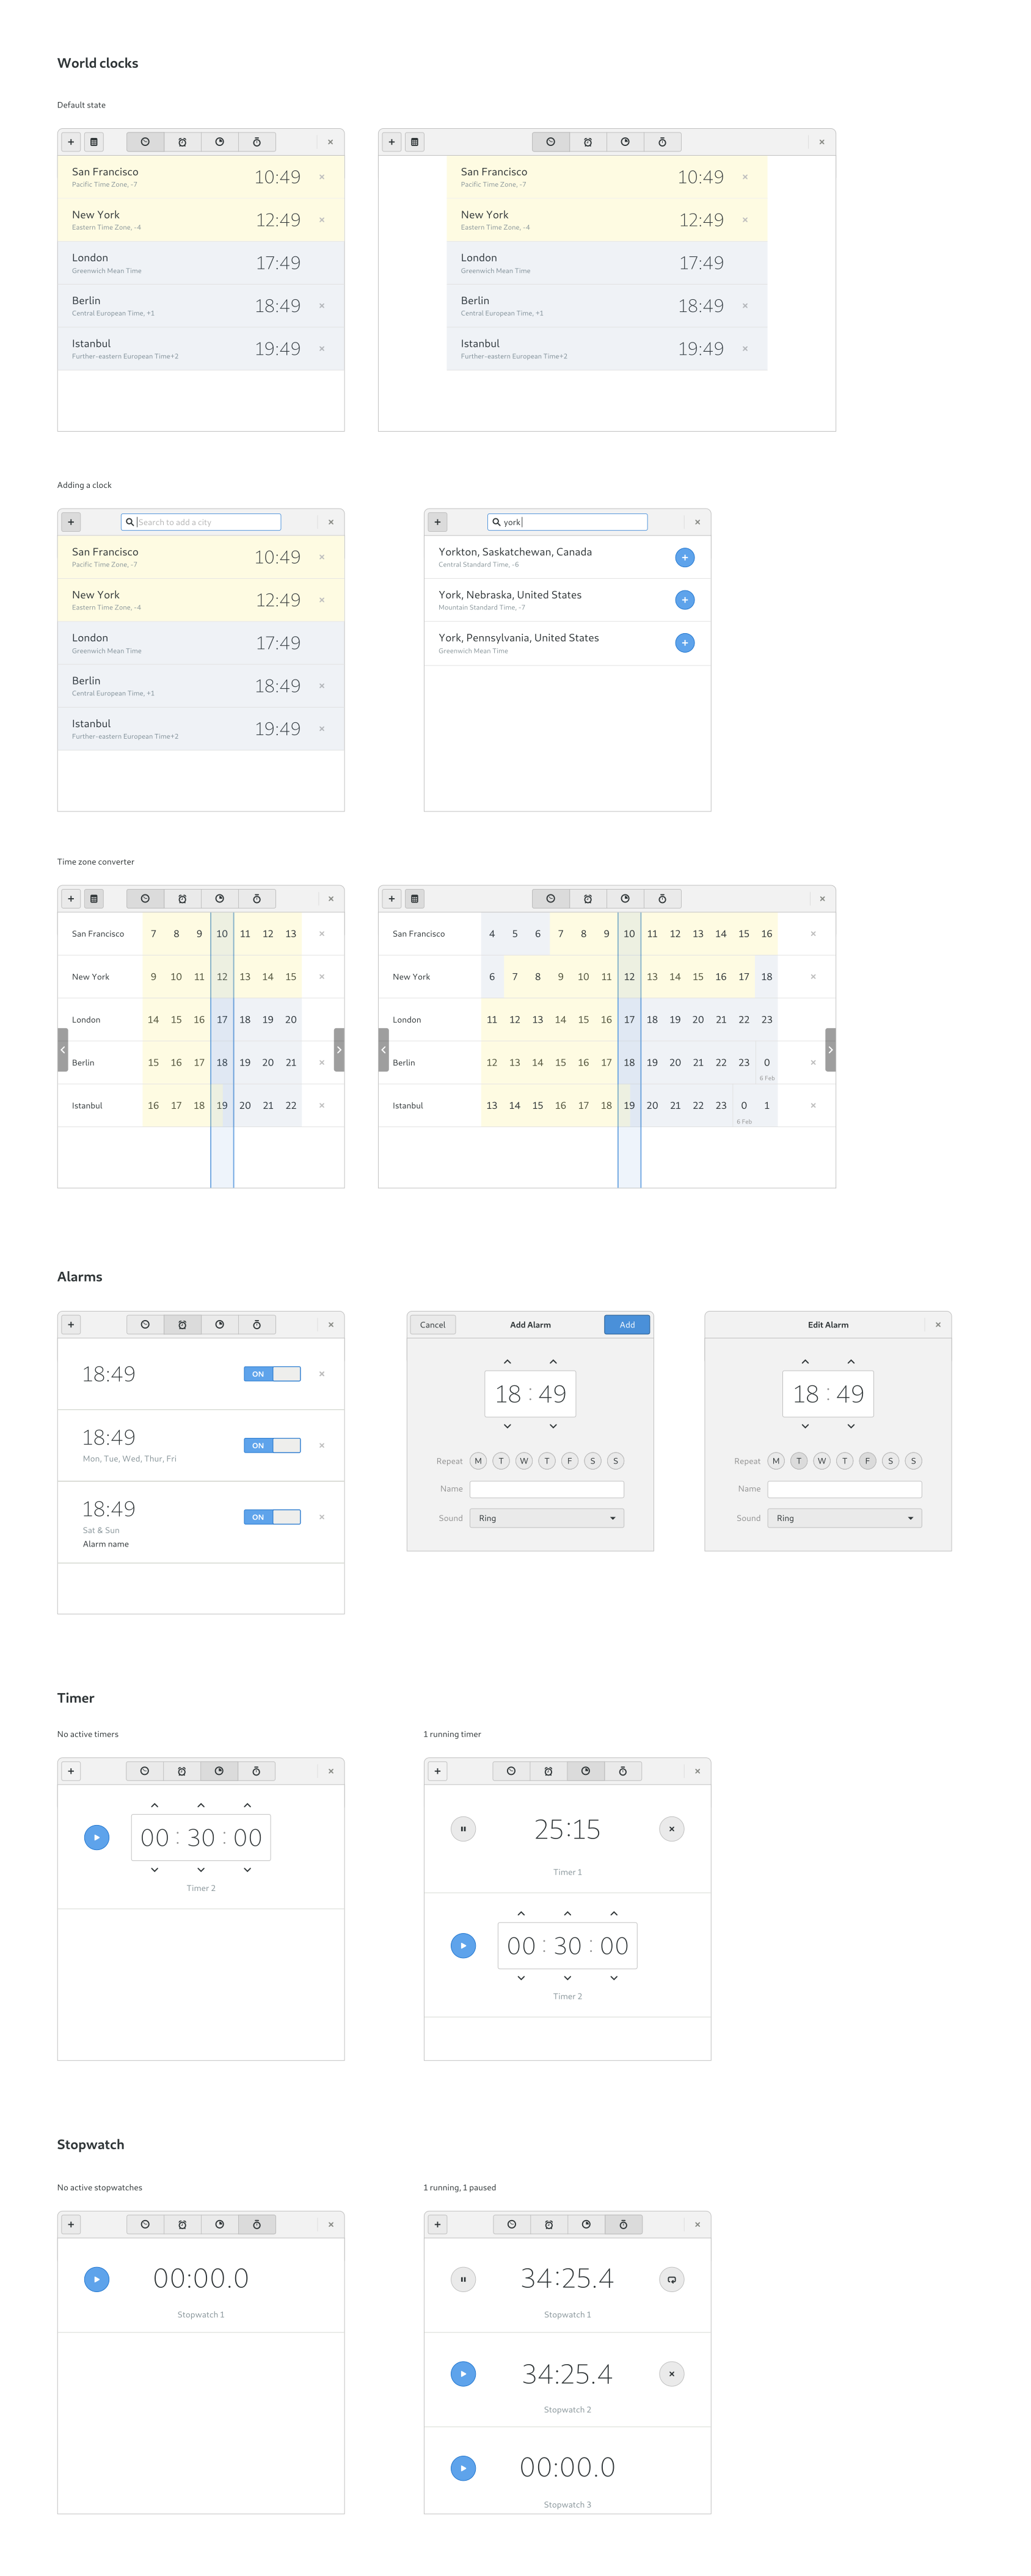 World clocks
Default state
San Francisco
Pacific Time Zone, -7
10:49
New York
Eastern Time Zone, -4
12:49
London
Greenwich Mean Time
17:49
Berlin
Central European Time, +1
18:49
Istanbul
Further-eastern European Time+2
19:49
San Francisco
Pacific Time Zone, -7
10:49
New York
Eastern Time Zone, -4
12:49
London
Greenwich Mean Time
17:49
Berlin
Central European Time, +1
18:49
Istanbul
Further-eastern European Time+2
19:49
Adding a clock
Search to add a city
San Francisco
Pacific Time Zone, -7
10:49
New York
Eastern Time Zone, -4
12:49
London
Greenwich Mean Time
17:49
Berlin
Central European Time, +1
18:49
Istanbul
Further-eastern European Time+2
19:49
york
Yorkton, Saskatchewan, Canada
Central Standard Time, -6
York, Nebraska, United States
Mountain Standard Time, -7
York, Pennsylvania, United States
Greenwich Mean Time
Time zone converter
San Francisco 7 8 9 10 11 12 13
New York 9 10 11 12 13 14 15
London 14 15 16 17 18 19 20
Berlin 15 16 17 18 19 20 21
Istanbul 16 17 18 19 20 21 22
San Francisco 4 5 6 7 8 9 10 11 12 13 14 15 16
New York 6 7 8 9 10 11 12 13 14 15 16 17 18
London 11 12 13 14 15 16 17 18 19 20 21 22 23
Berlin 12 13 14 15 16 17 18 19 20 21 22 23 0
6 Feb
Istanbul 13 14 15 16 17 18 19 20 21 22 23 0 1
6 Feb
Alarms
18:49
ON
18:49
Mon, Tue, Wed, Thur, Fri
ON
18:49
Sat & Sun
Alarm name
ON
Cancel Add Alarm Add
18 : 49
Repeat M T W T F S S
Name
Sound Ring
Edit Alarm
18 : 49
Repeat M T W T F S S
Name
Sound Ring
Timer
No active timers
00 : 30 : 00
Timer 2
1 running timer
25:15
Timer 1
00 : 30 : 00
Timer 2
Stopwatch
No active stopwatches
00:00.0
Stopwatch 1
1 running, 1 paused
34:25.4
Stopwatch 1
34:25.4
Stopwatch 2
00:00.0
Stopwatch 3